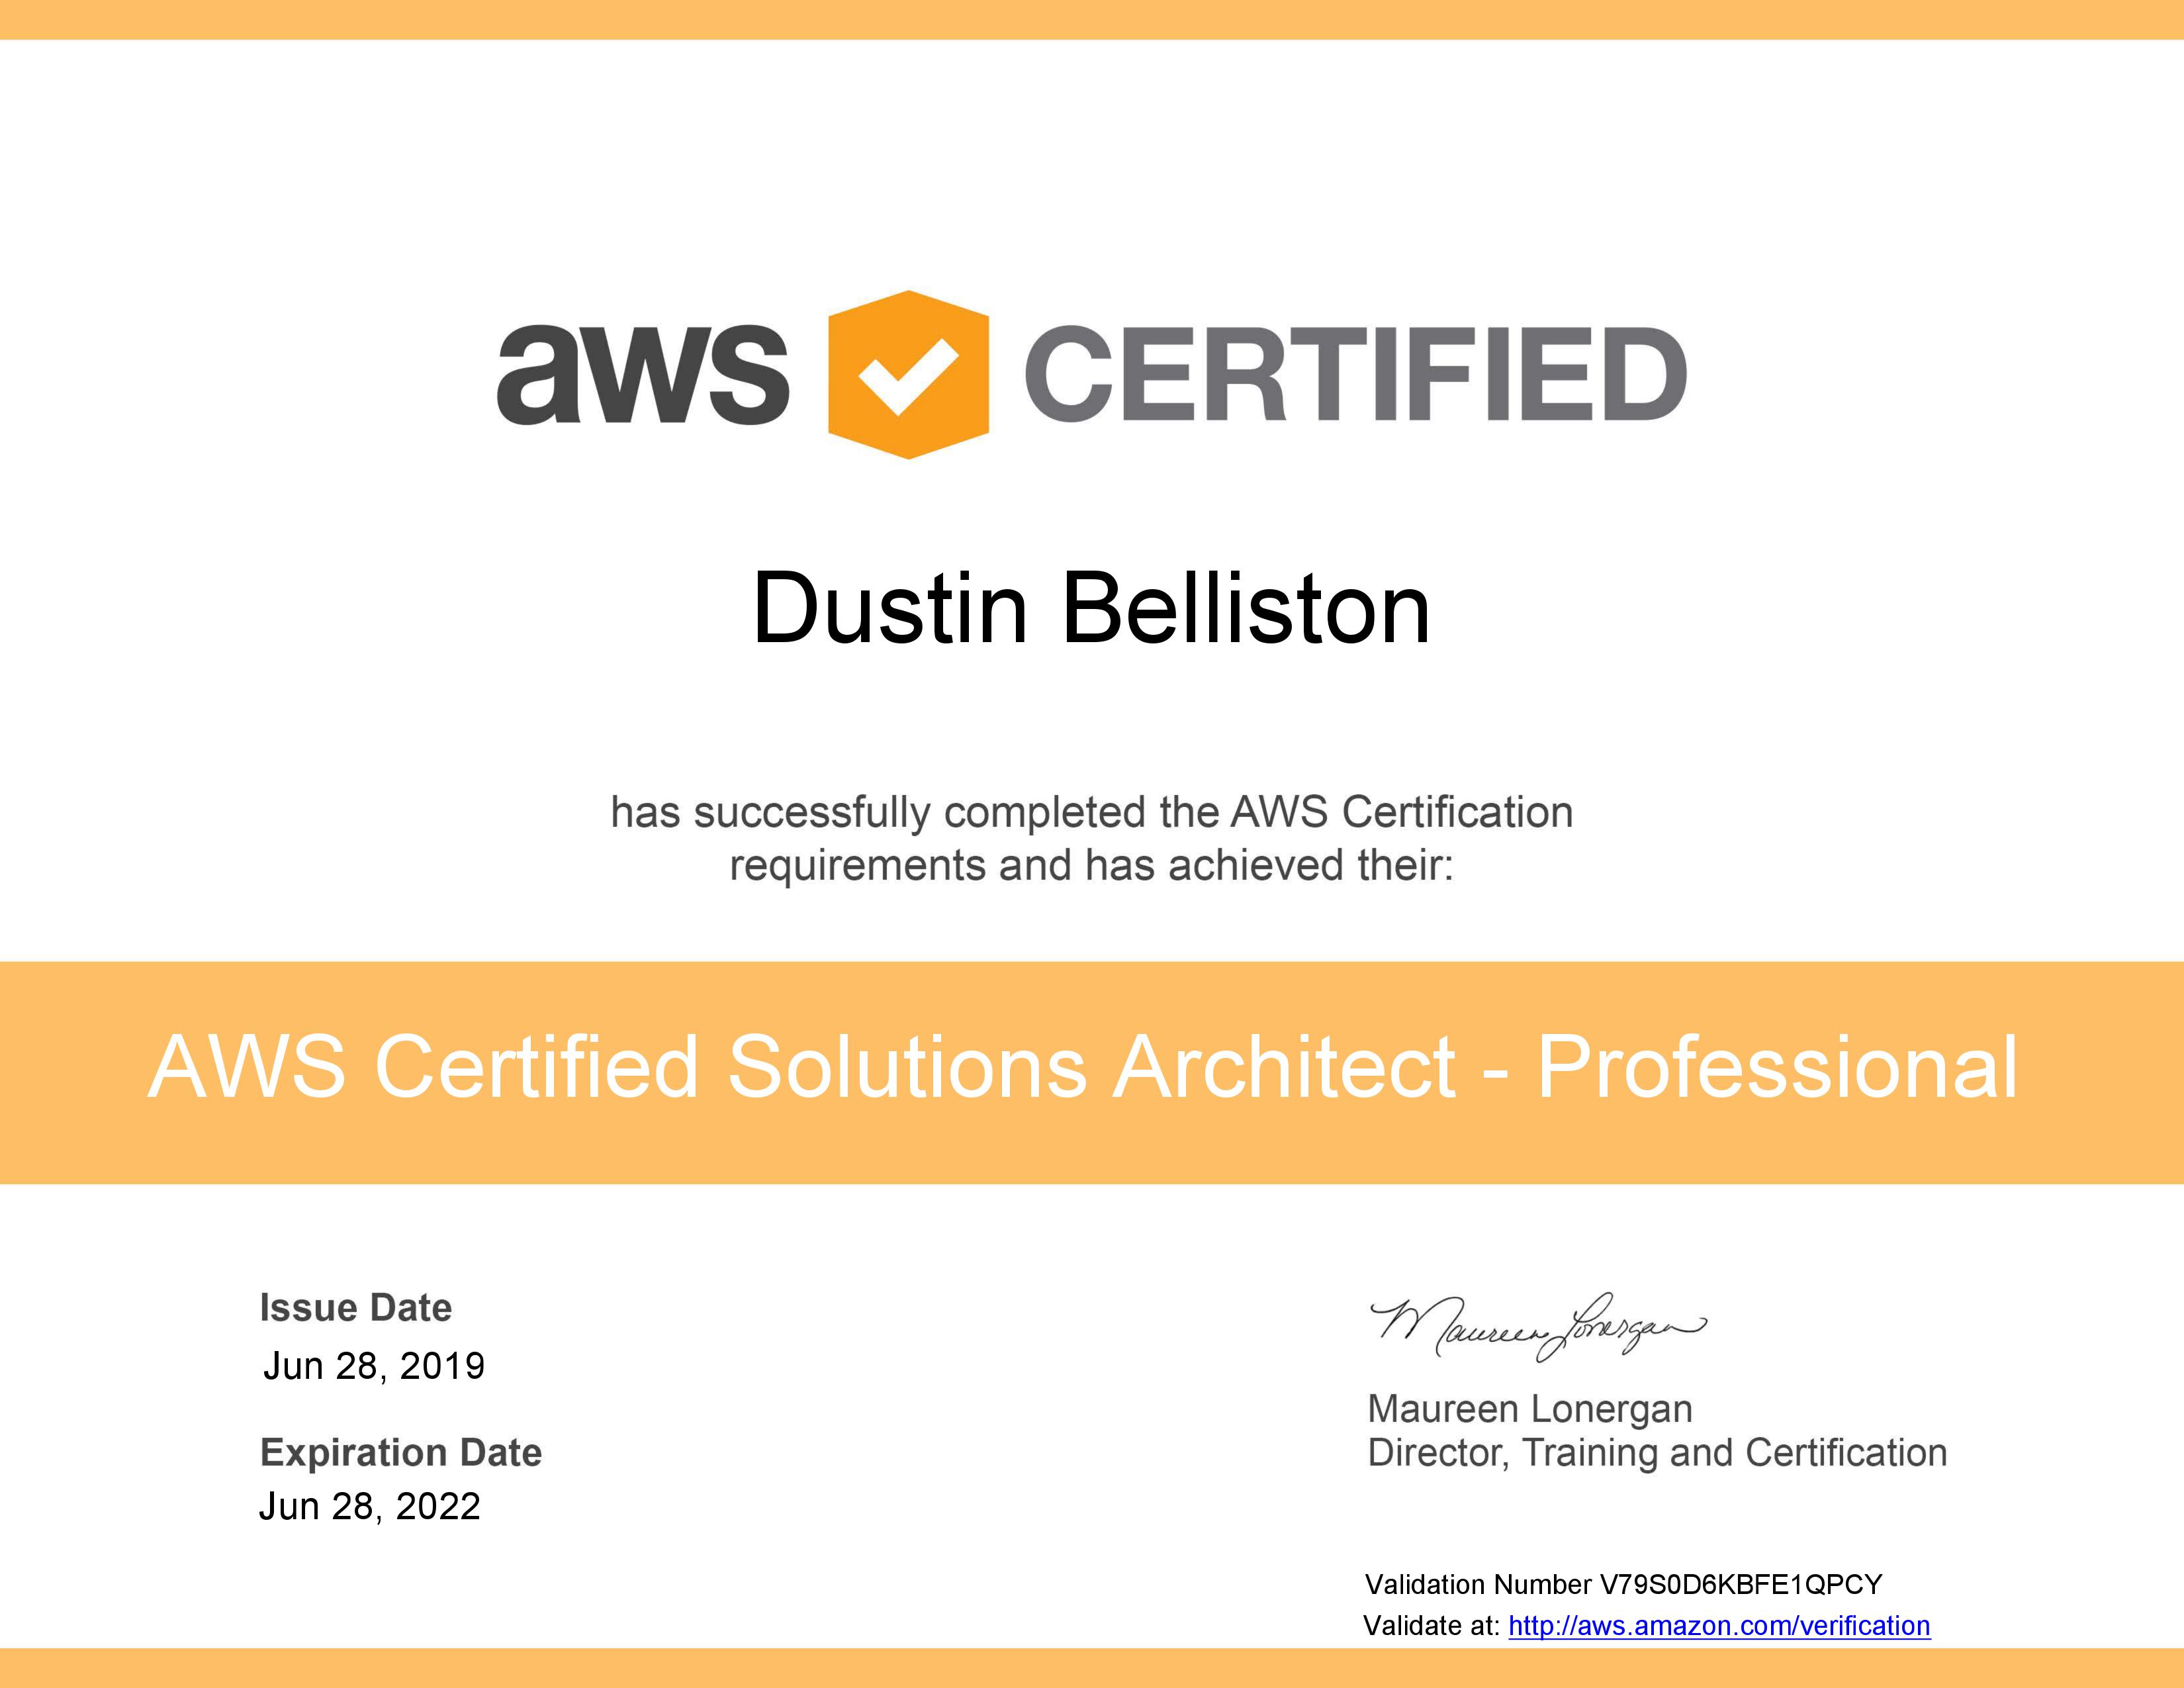 aws CERTIFIED
Dustin Belliston
has successfully completed the AWS Certification
requirements and has achieved their:
AWS Certified Solutions Architect - Professional
Issue Date
Jun 28, 2019
Expiration Date
Jun 28, 2022
Maureen Lonergan
Maureen Lonergan
Director, Training and Certification
Validation Number V79S0D6KBFE1QPCY
Validate at: http://aws.amazon.com/verification